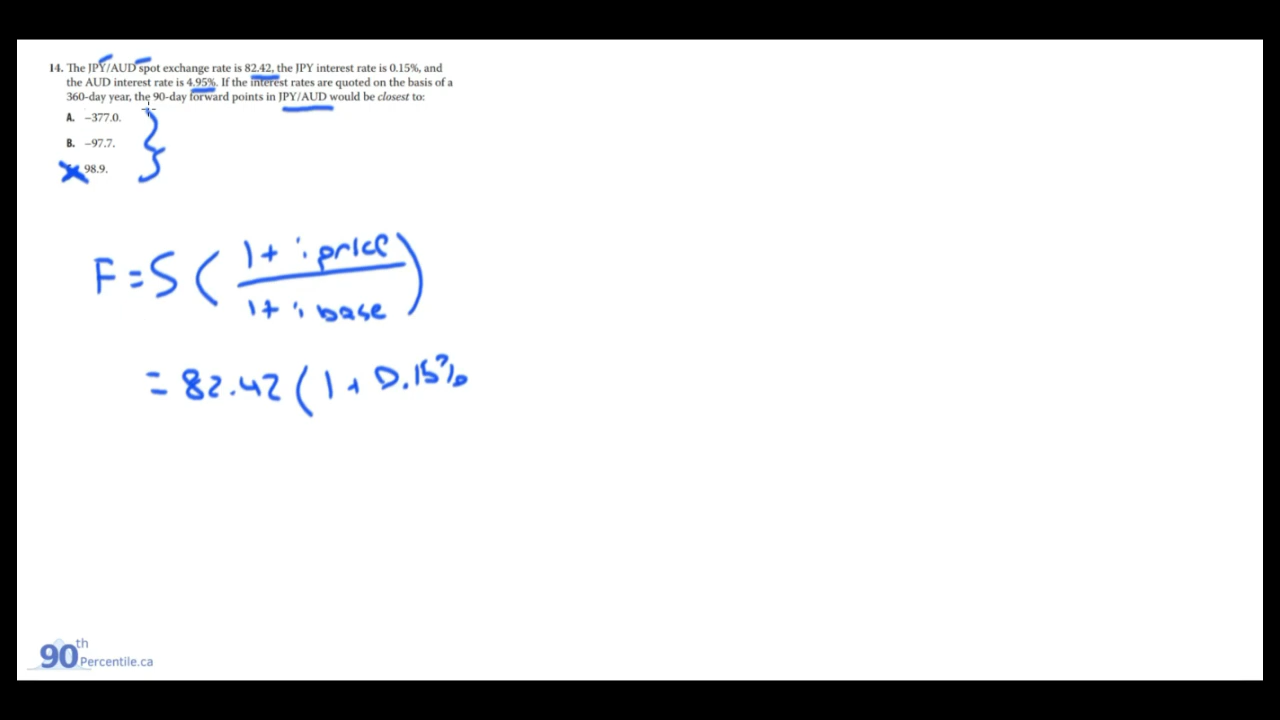 14. The JPY/AUD spot exchange rate is 82.42, the JPY interest rate is 0.15%, and
the AUD interest rate is 4.95%. If the interest rates are quoted on the basis of a
360-day year, the 90-day forward points in JPY/AUD would be closest to:
A. −377.0.
B. −97.7.
98.9.
F = S ( 1 + i price
1 + i base )
= 82.42 ( 1 + 0.15%
90th
Percentile.ca